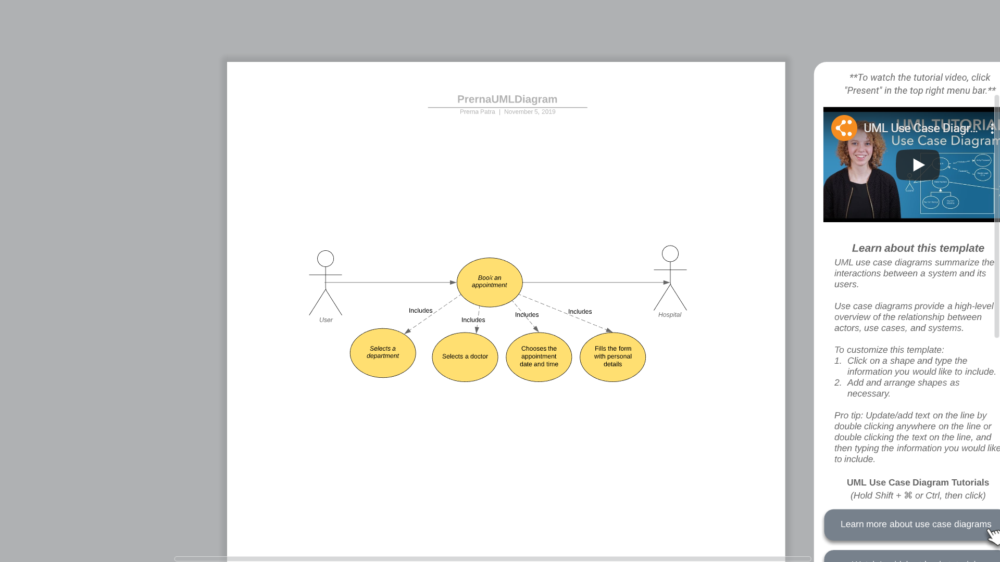 PrernaUMLDiagram
Prerna Patra | November 5, 2019
User
Book an
appointment
Hospital
Includes
Includes
Includes
Includes
Selects a
department
Selects a doctor
Chooses the
appointment
date and time
Fills the form
with personal
details
**To watch the tutorial video, click
"Present" in the top right menu bar.**
UML Use Case Diagr...
UML TUTORIA
Use Case Diagram
Learn about this template
UML use case diagrams summarize the
interactions between a system and its
users.
Use case diagrams provide a high-level
overview of the relationship between
actors, use cases, and systems.
To customize this template:
1. Click on a shape and type the
information you would like to include.
2. Add and arrange shapes as
necessary.
Pro tip: Update/add text on the line by
double clicking anywhere on the line or
double clicking the text on the line, and
then typing the information you would like
to include.
UML Use Case Diagram Tutorials
(Hold Shift + ⌘ or Ctrl, then click)
Learn more about use case diagrams